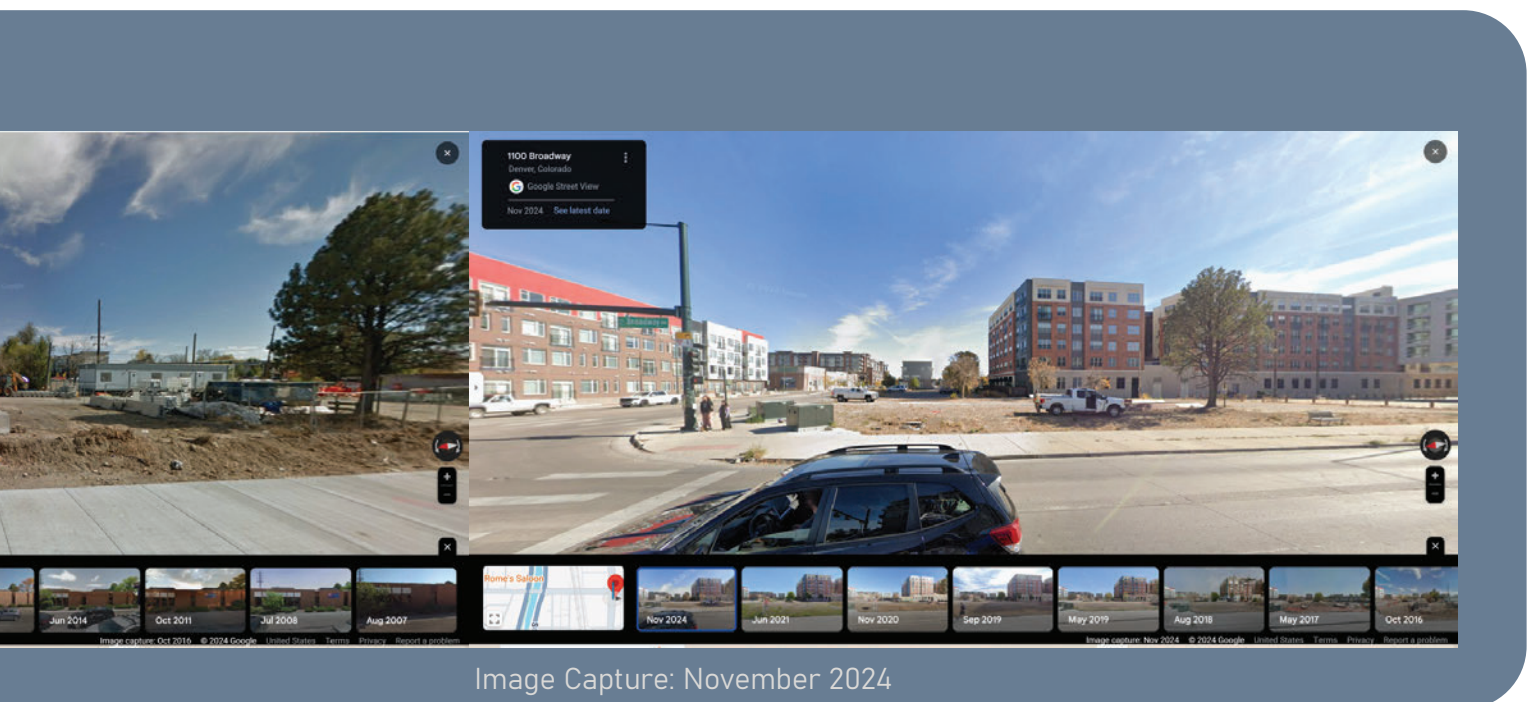 1100 Broadway
Denver, Colorado
Google Street View
Nov 2024 See latest date
Broadway
Jun 2014
Oct 2011
Jul 2008
Aug 2007
Image capture: Oct 2016 © 2024 Google United States Terms Privacy Report a problem
Rome's Saloon
Nov 2024
Jun 2021
Nov 2020
Sep 2019
May 2019
Aug 2018
May 2017
Oct 2016
Image capture: Nov 2024 © 2024 Google United States Terms Privacy Report a problem
Image Capture: November 2024